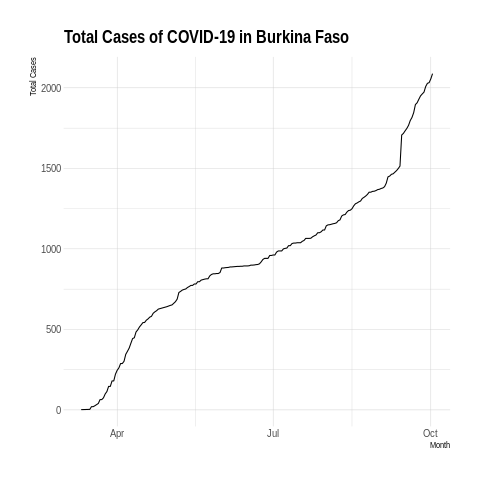 Total Cases of COVID-19 in Burkina Faso
Total Cases
2000
1500
1000
500
0
Apr
Jul
Oct
Month